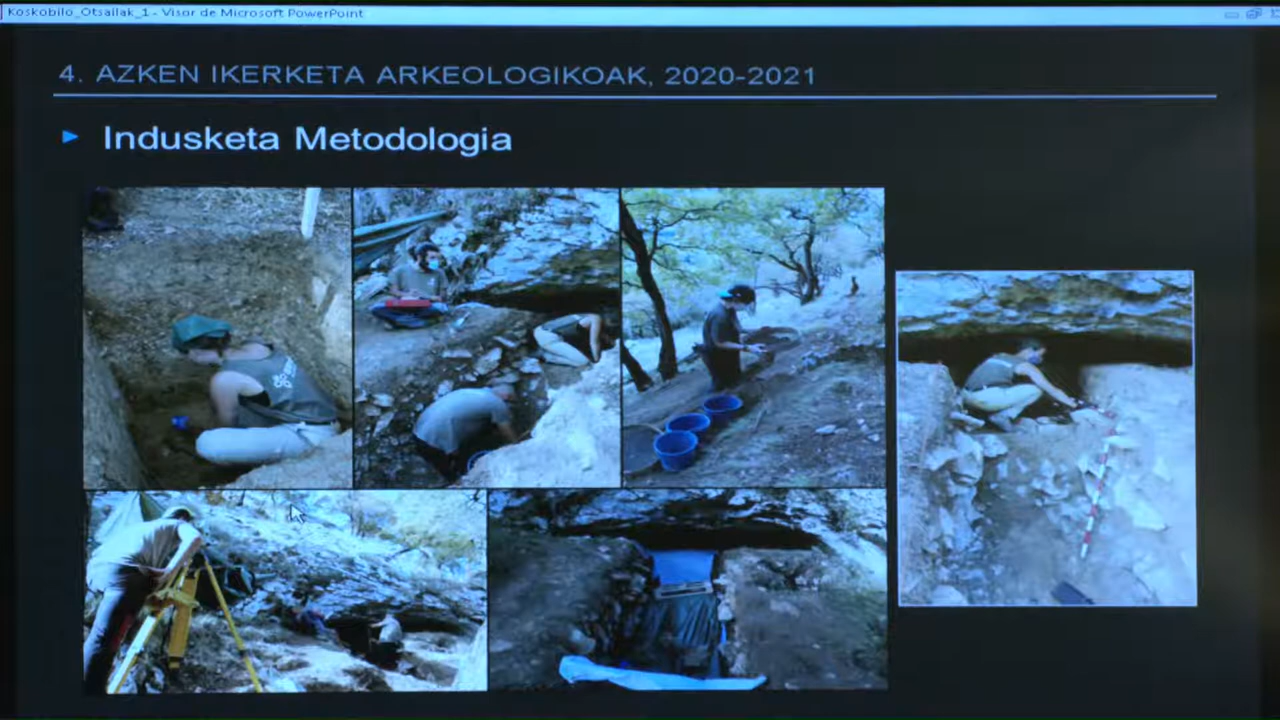 Koskobilo_Otsailak_1 - Visor de Microsoft PowerPoint
4. AZKEN IKERKETA ARKEOLOGIKOAK, 2020-2021
Indusketa Metodologia